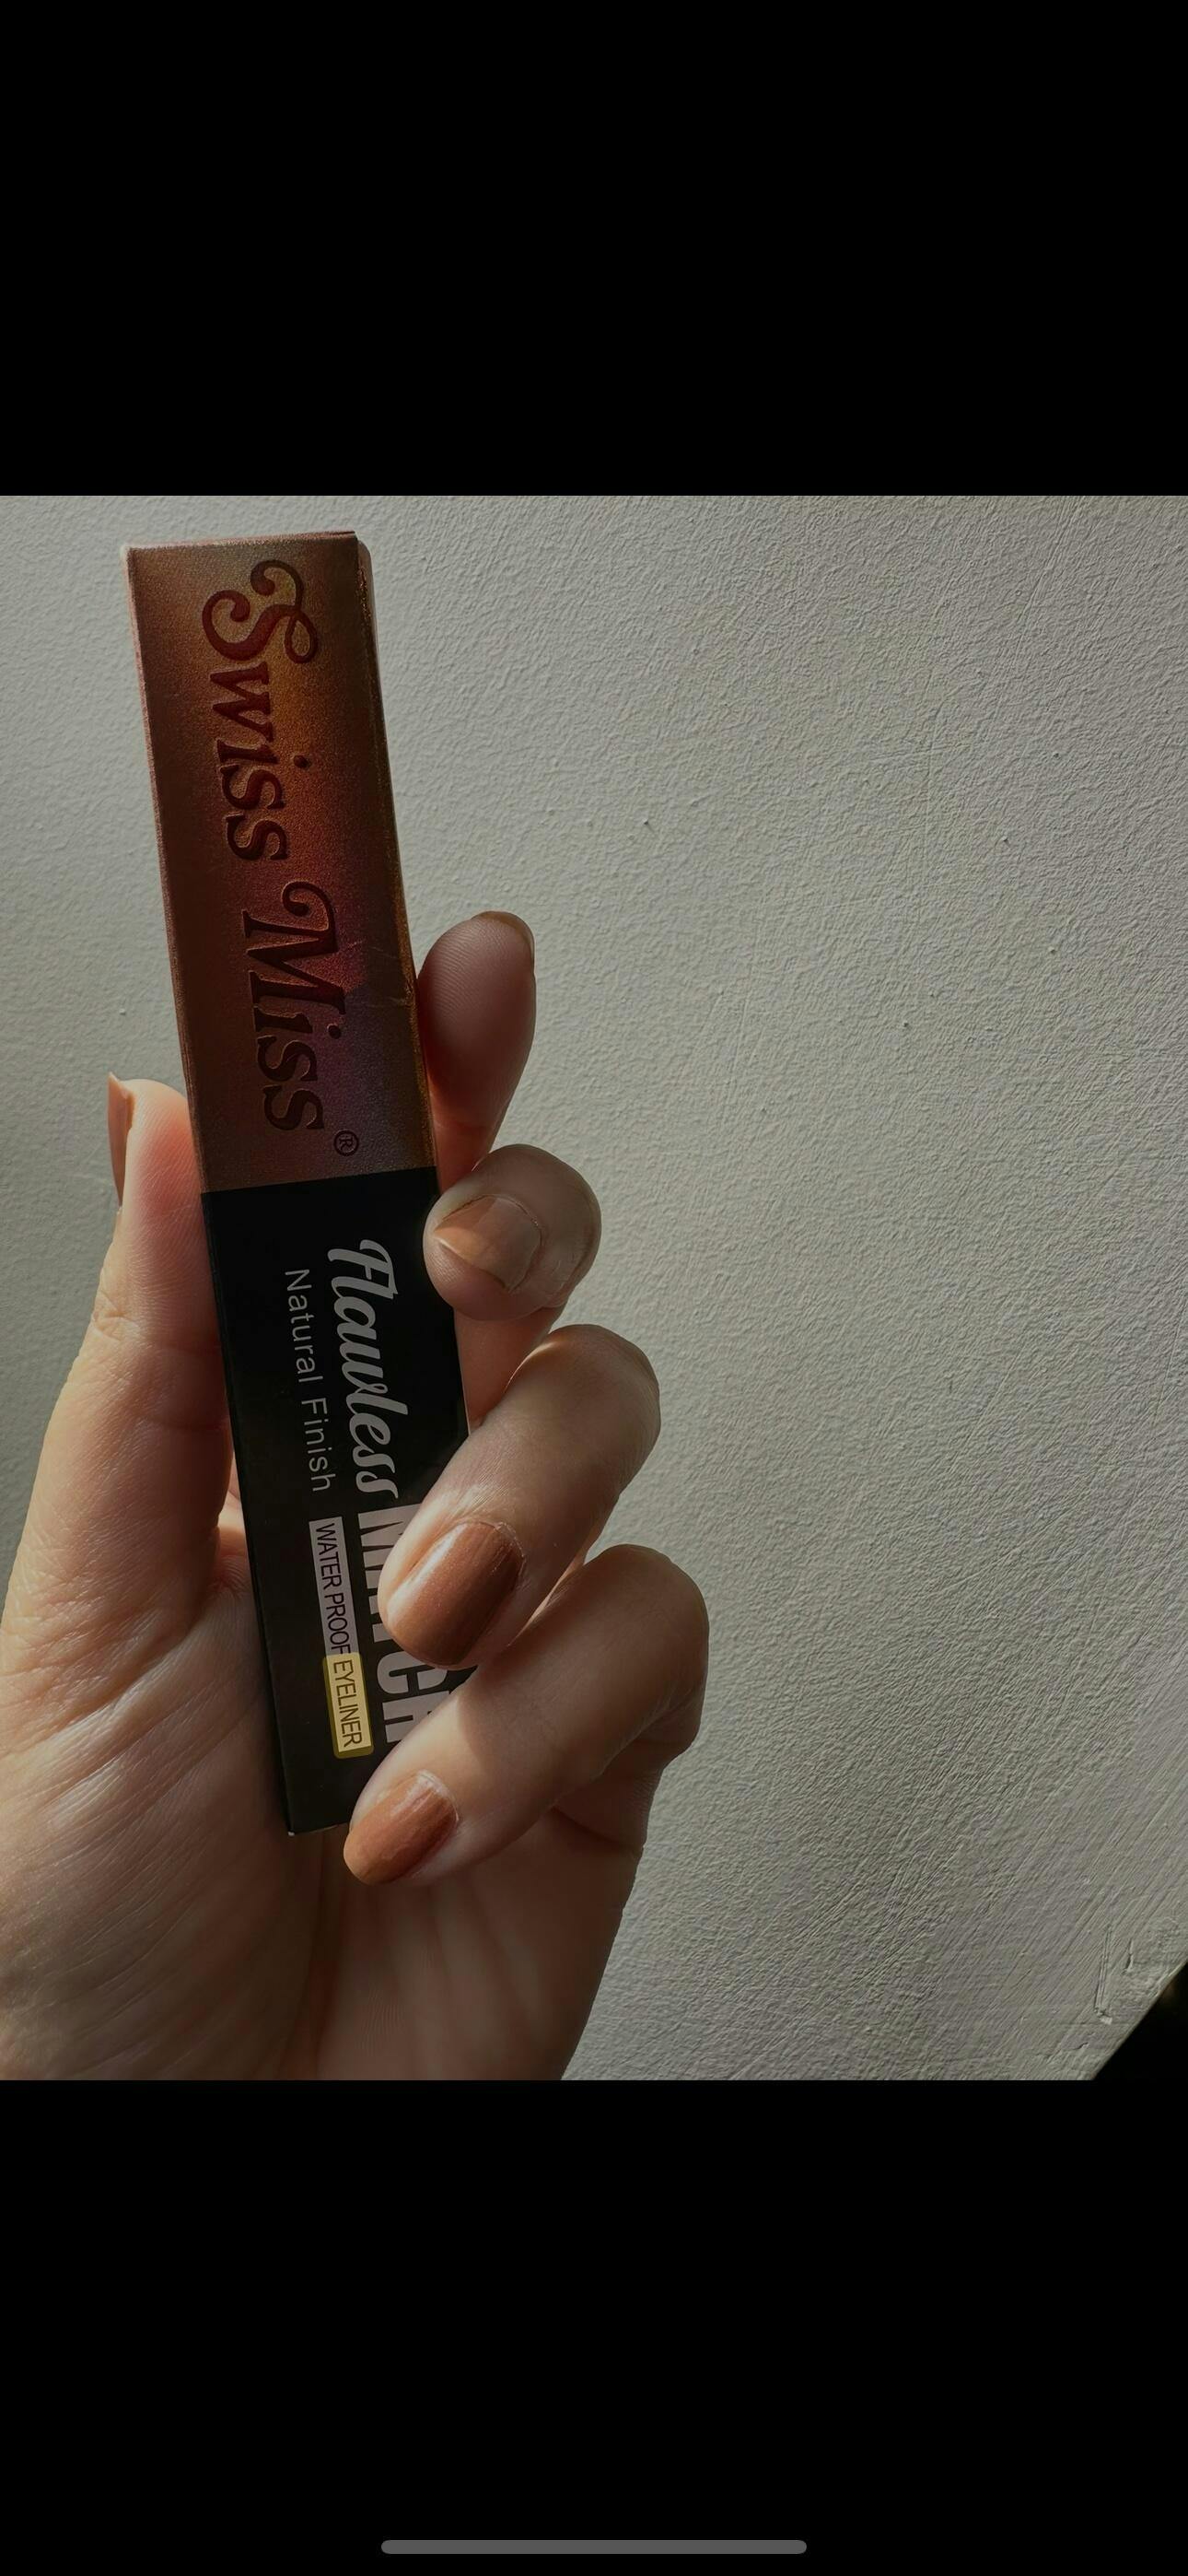 Swiss Miss®
Flawless
Natural Finish
WATER PROOF EYELINER